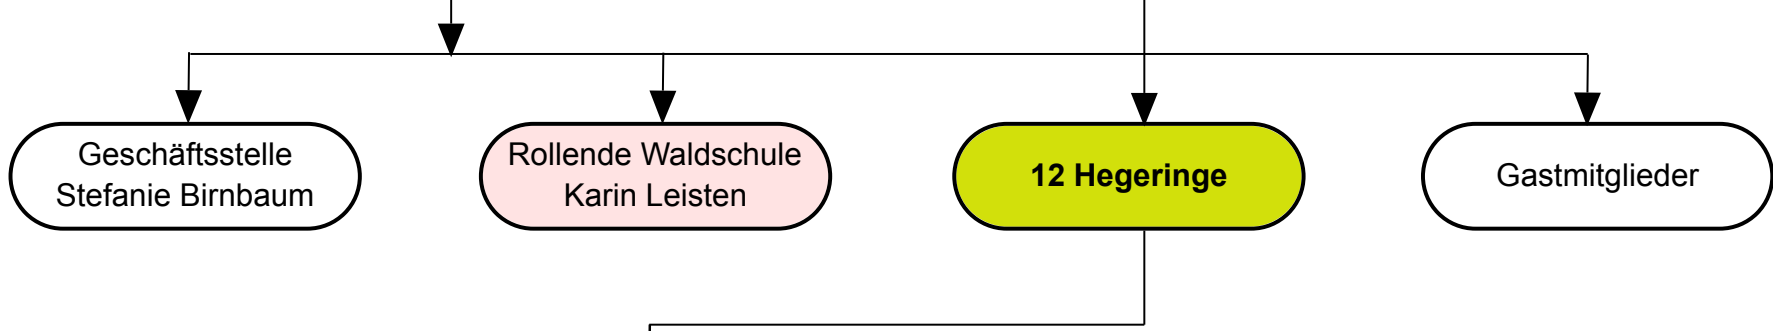 Geschäftsstelle
Stefanie Birnbaum
Rollende Waldschule
Karin Leisten
12 Hegeringe
Gastmitglieder